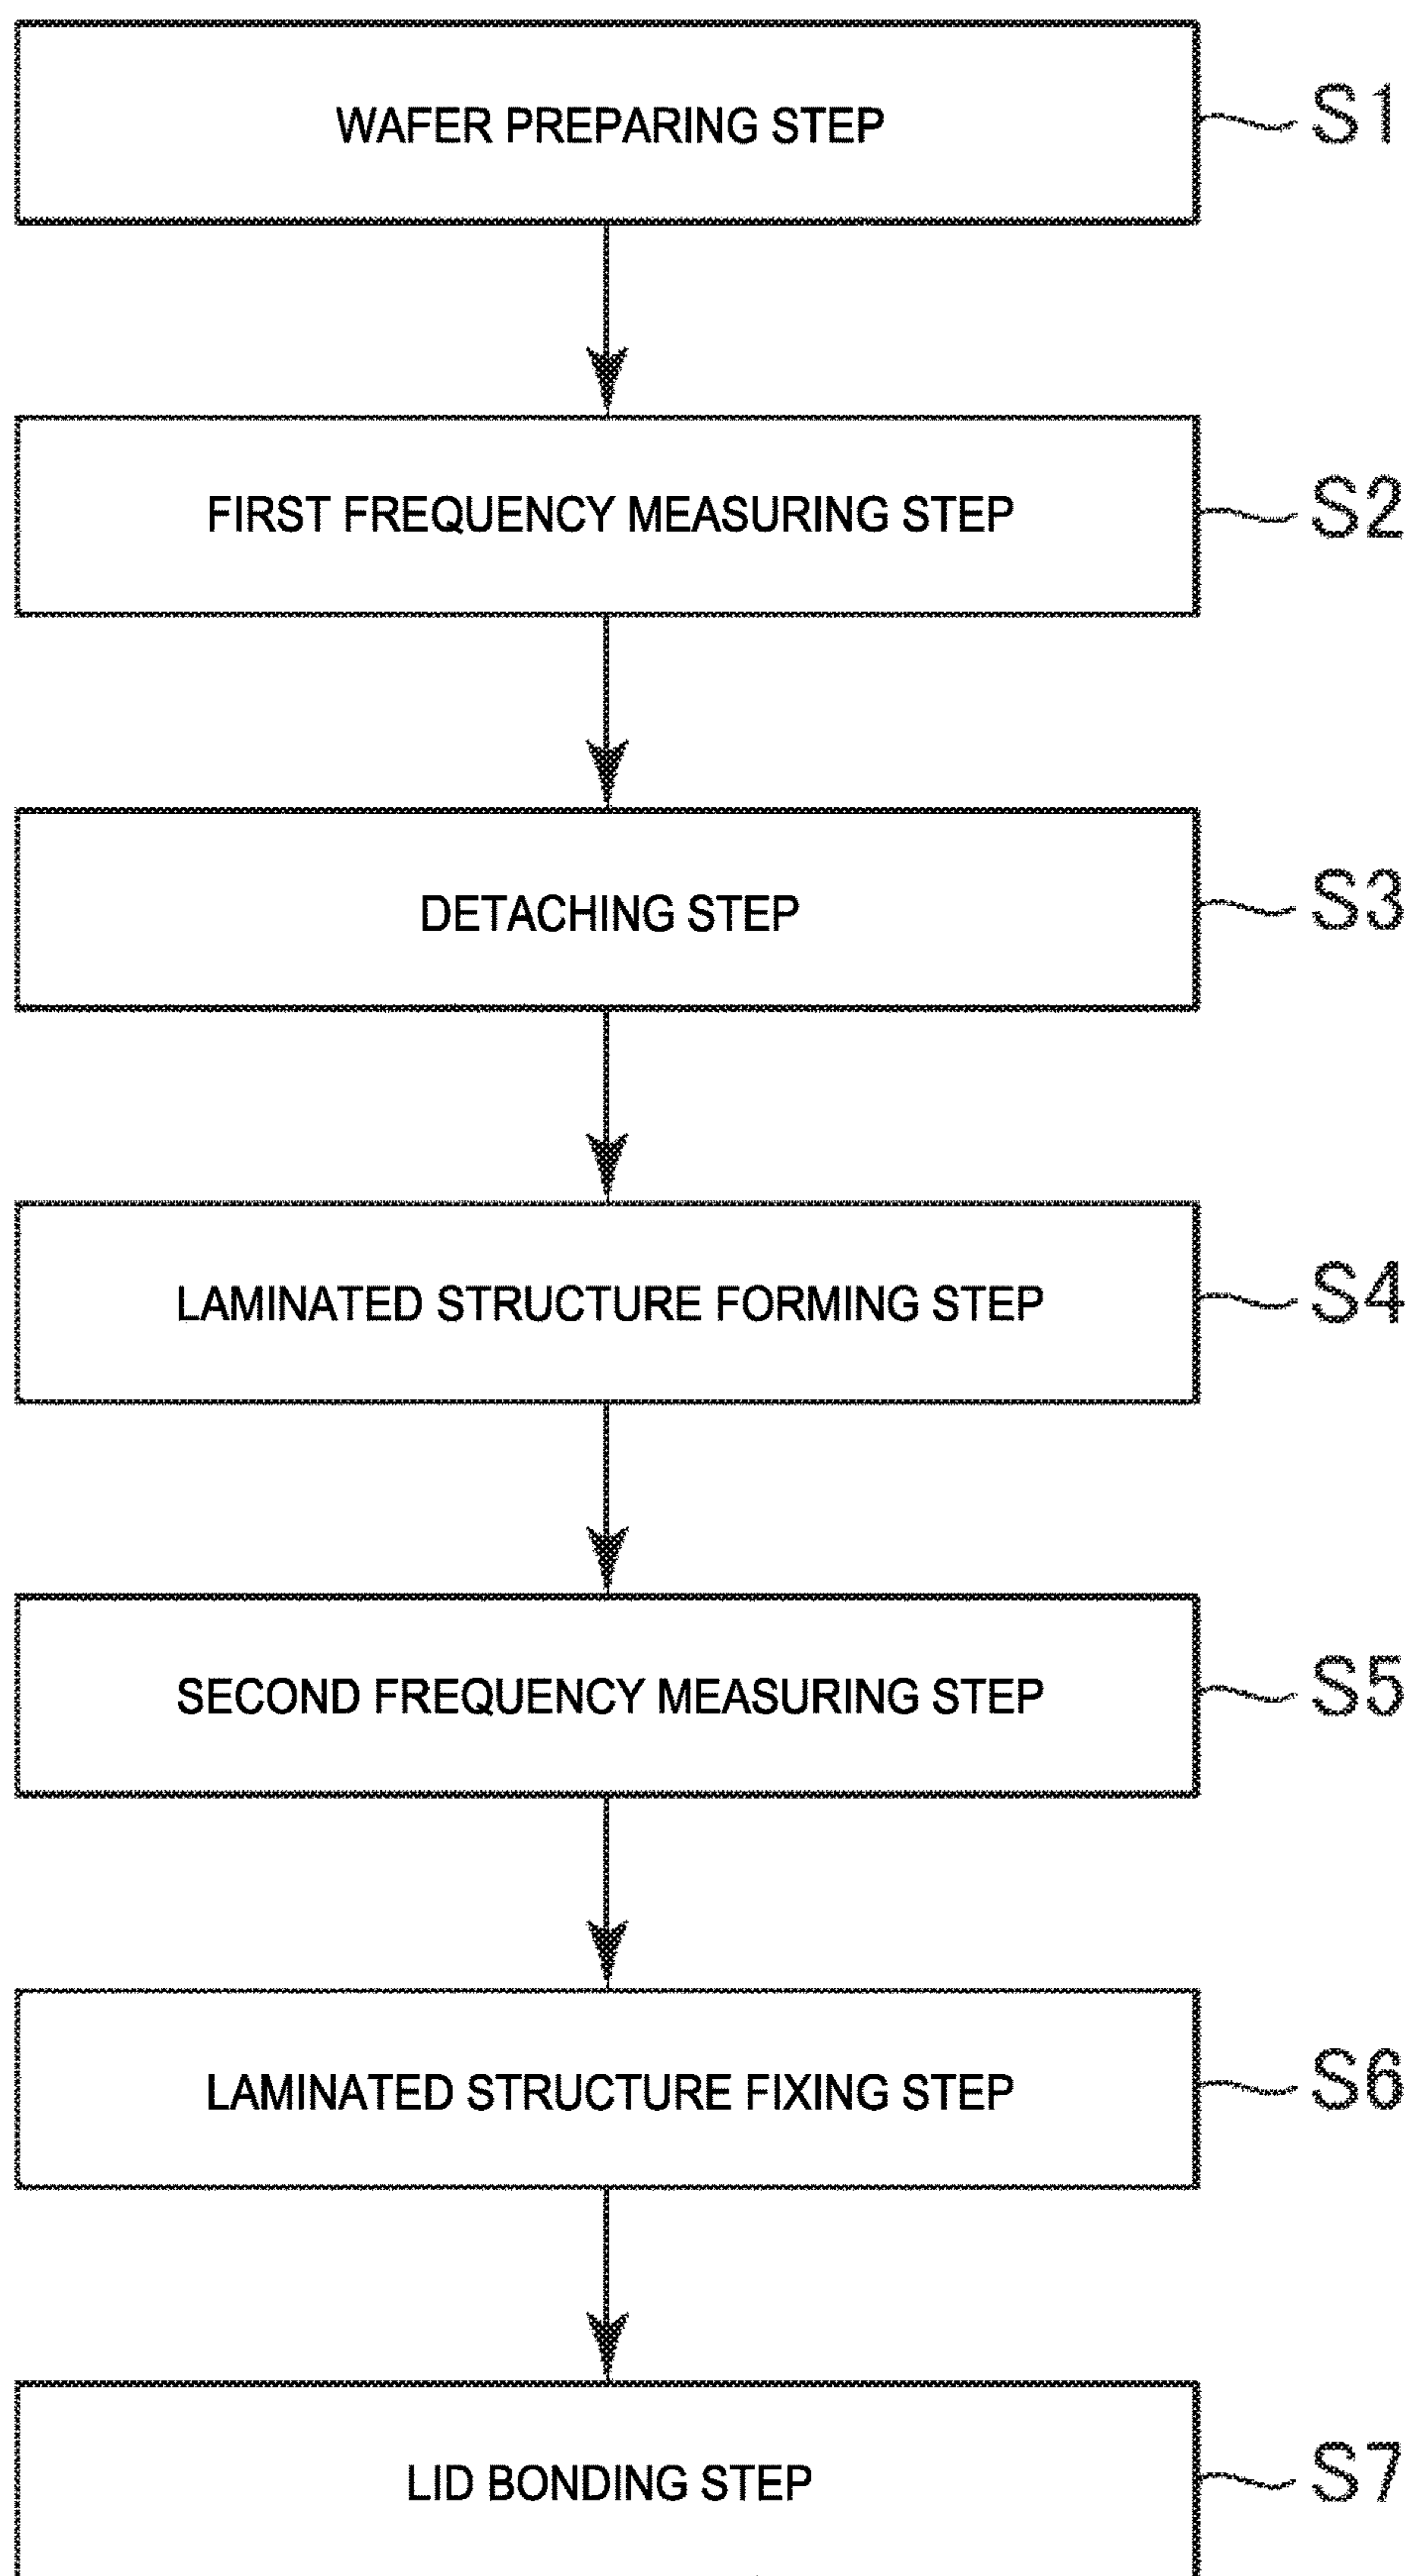 WAFER PREPARING STEP S1
FIRST FREQUENCY MEASURING STEP S2
DETACHING STEP S3
LAMINATED STRUCTURE FORMING STEP S4
SECOND FREQUENCY MEASURING STEP S5
LAMINATED STRUCTURE FIXING STEP S6
LID BONDING STEP S7